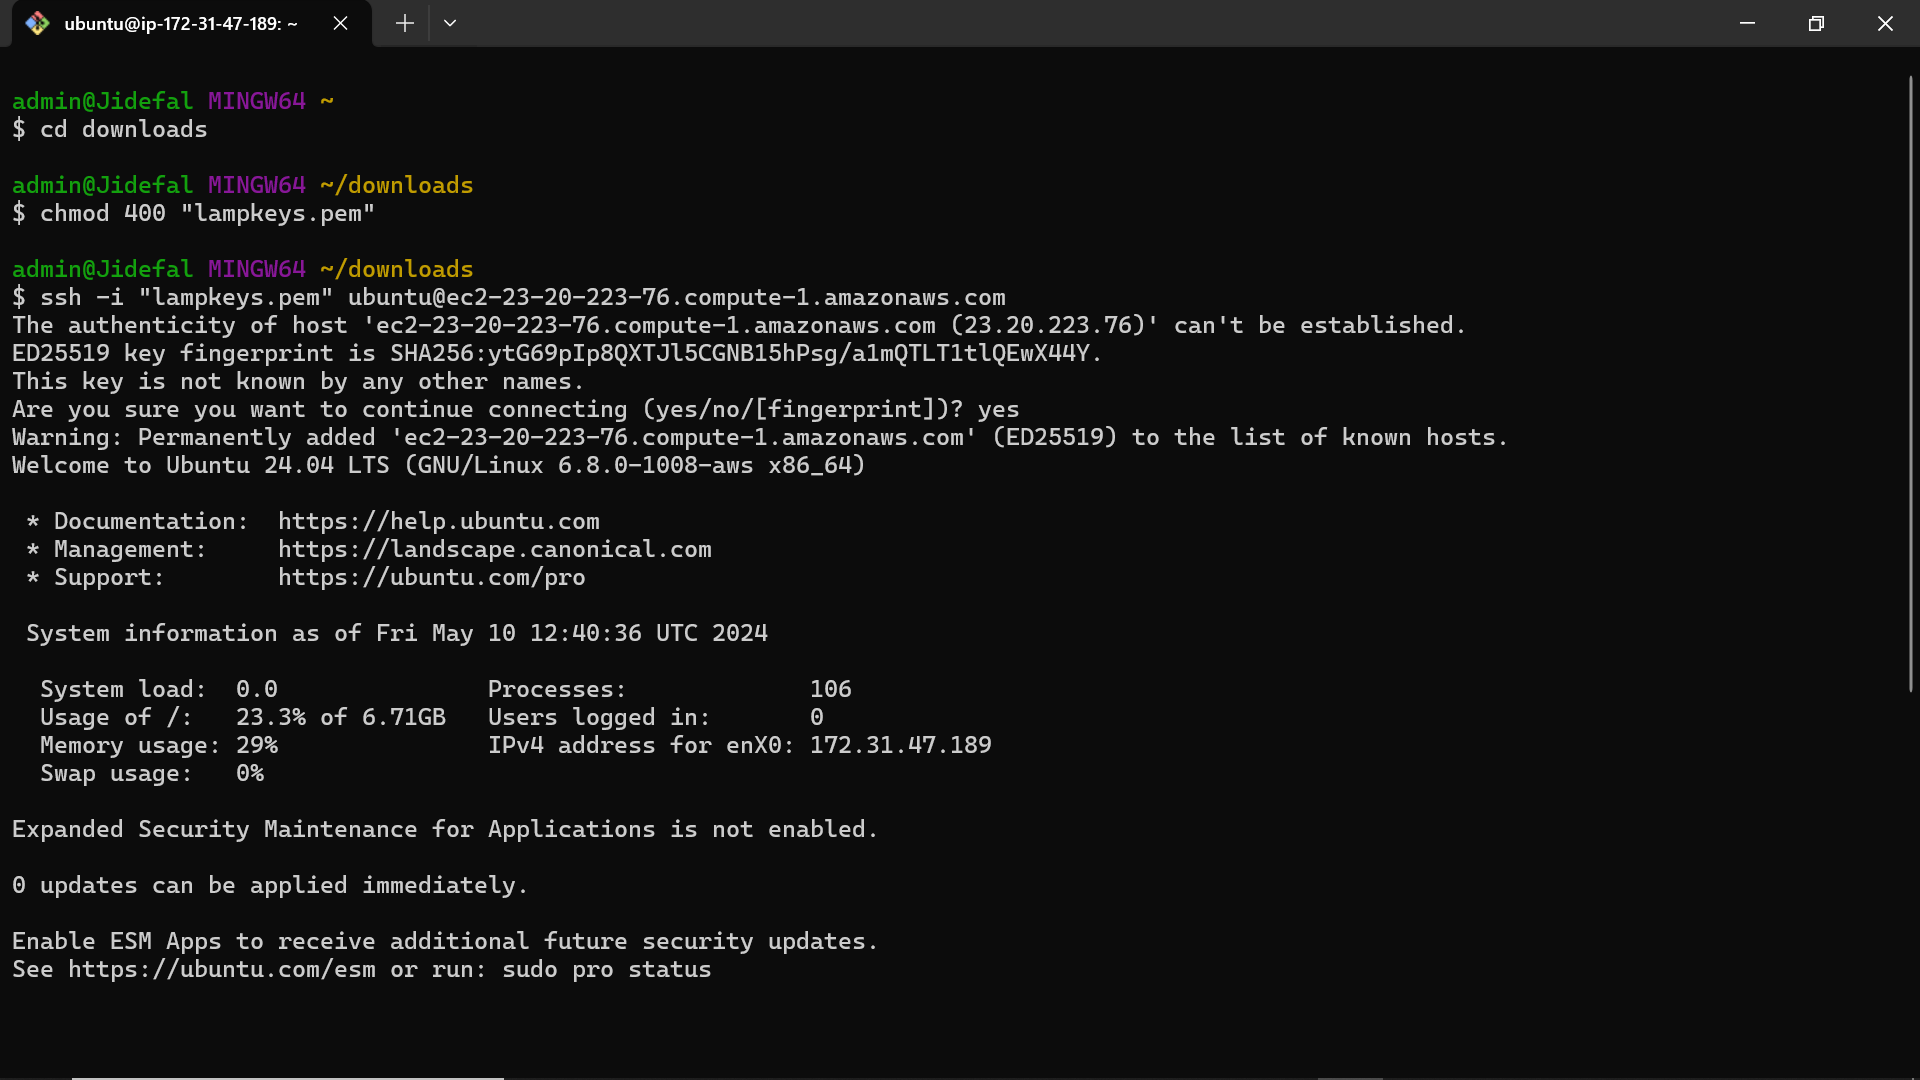 ubuntu@ip-172-31-47-189: ~
admin@Jidefal MINGW64 ~
$ cd downloads
admin@Jidefal MINGW64 ~/downloads
$ chmod 400 "lampkeys.pem"
admin@Jidefal MINGW64 ~/downloads
$ ssh -i "lampkeys.pem" ubuntu@ec2-23-20-223-76.compute-1.amazonaws.com
The authenticity of host 'ec2-23-20-223-76.compute-1.amazonaws.com (23.20.223.76)' can't be established.
ED25519 key fingerprint is SHA256:ytG69pIp8QXTJl5CGNB15hPsg/a1mQTLT1tlQEwX44Y.
This key is not known by any other names.
Are you sure you want to continue connecting (yes/no/[fingerprint])? yes
Warning: Permanently added 'ec2-23-20-223-76.compute-1.amazonaws.com' (ED25519) to the list of known hosts.
Welcome to Ubuntu 24.04 LTS (GNU/Linux 6.8.0-1008-aws x86_64)
 * Documentation:  https://help.ubuntu.com
 * Management:     https://landscape.canonical.com
 * Support:        https://ubuntu.com/pro
 System information as of Fri May 10 12:40:36 UTC 2024
  System load:  0.0               Processes:             106
  Usage of /:   23.3% of 6.71GB   Users logged in:       0
  Memory usage: 29%               IPv4 address for enX0: 172.31.47.189
  Swap usage:   0%
Expanded Security Maintenance for Applications is not enabled.
0 updates can be applied immediately.
Enable ESM Apps to receive additional future security updates.
See https://ubuntu.com/esm or run: sudo pro status